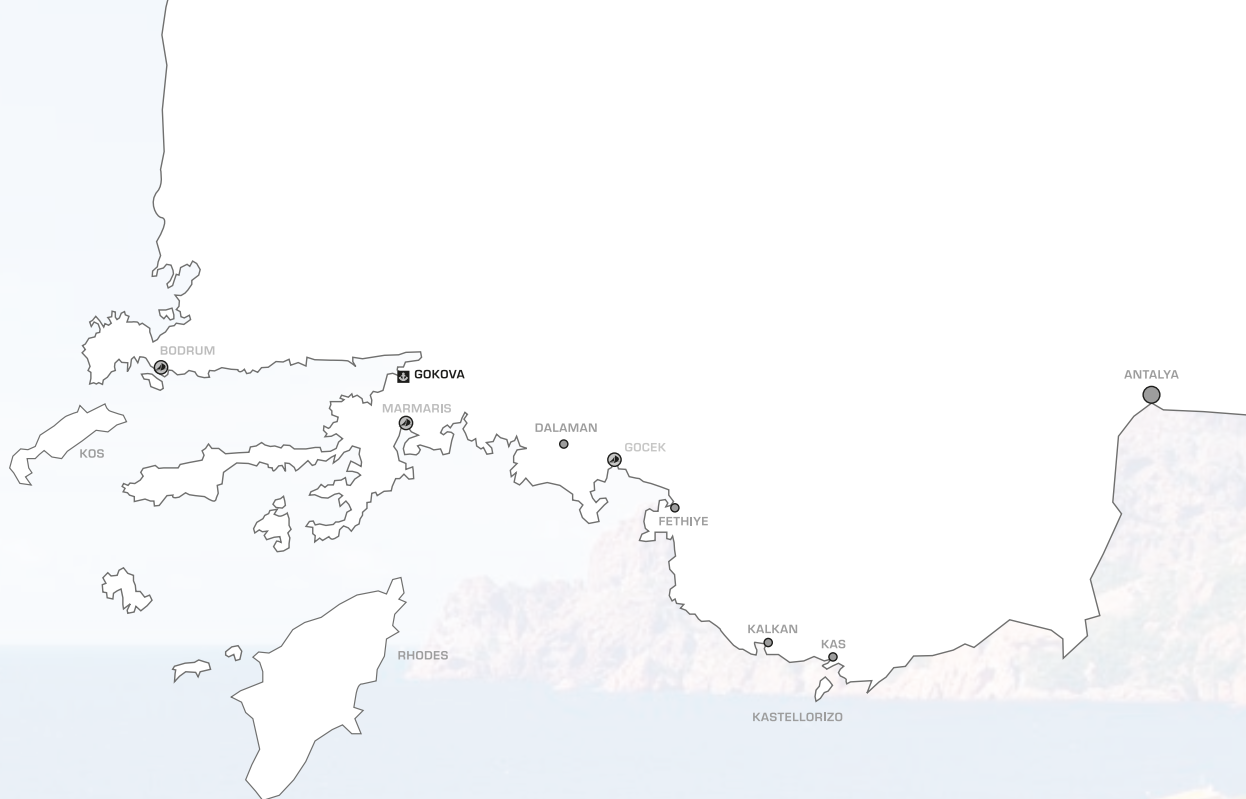 BODRUM
GOKOVA
ANTALYA
MARMARIS
DALAMAN
GOCEK
KOS
FETHIYE
KALKAN
KAS
RHODES
KASTELLORIZO